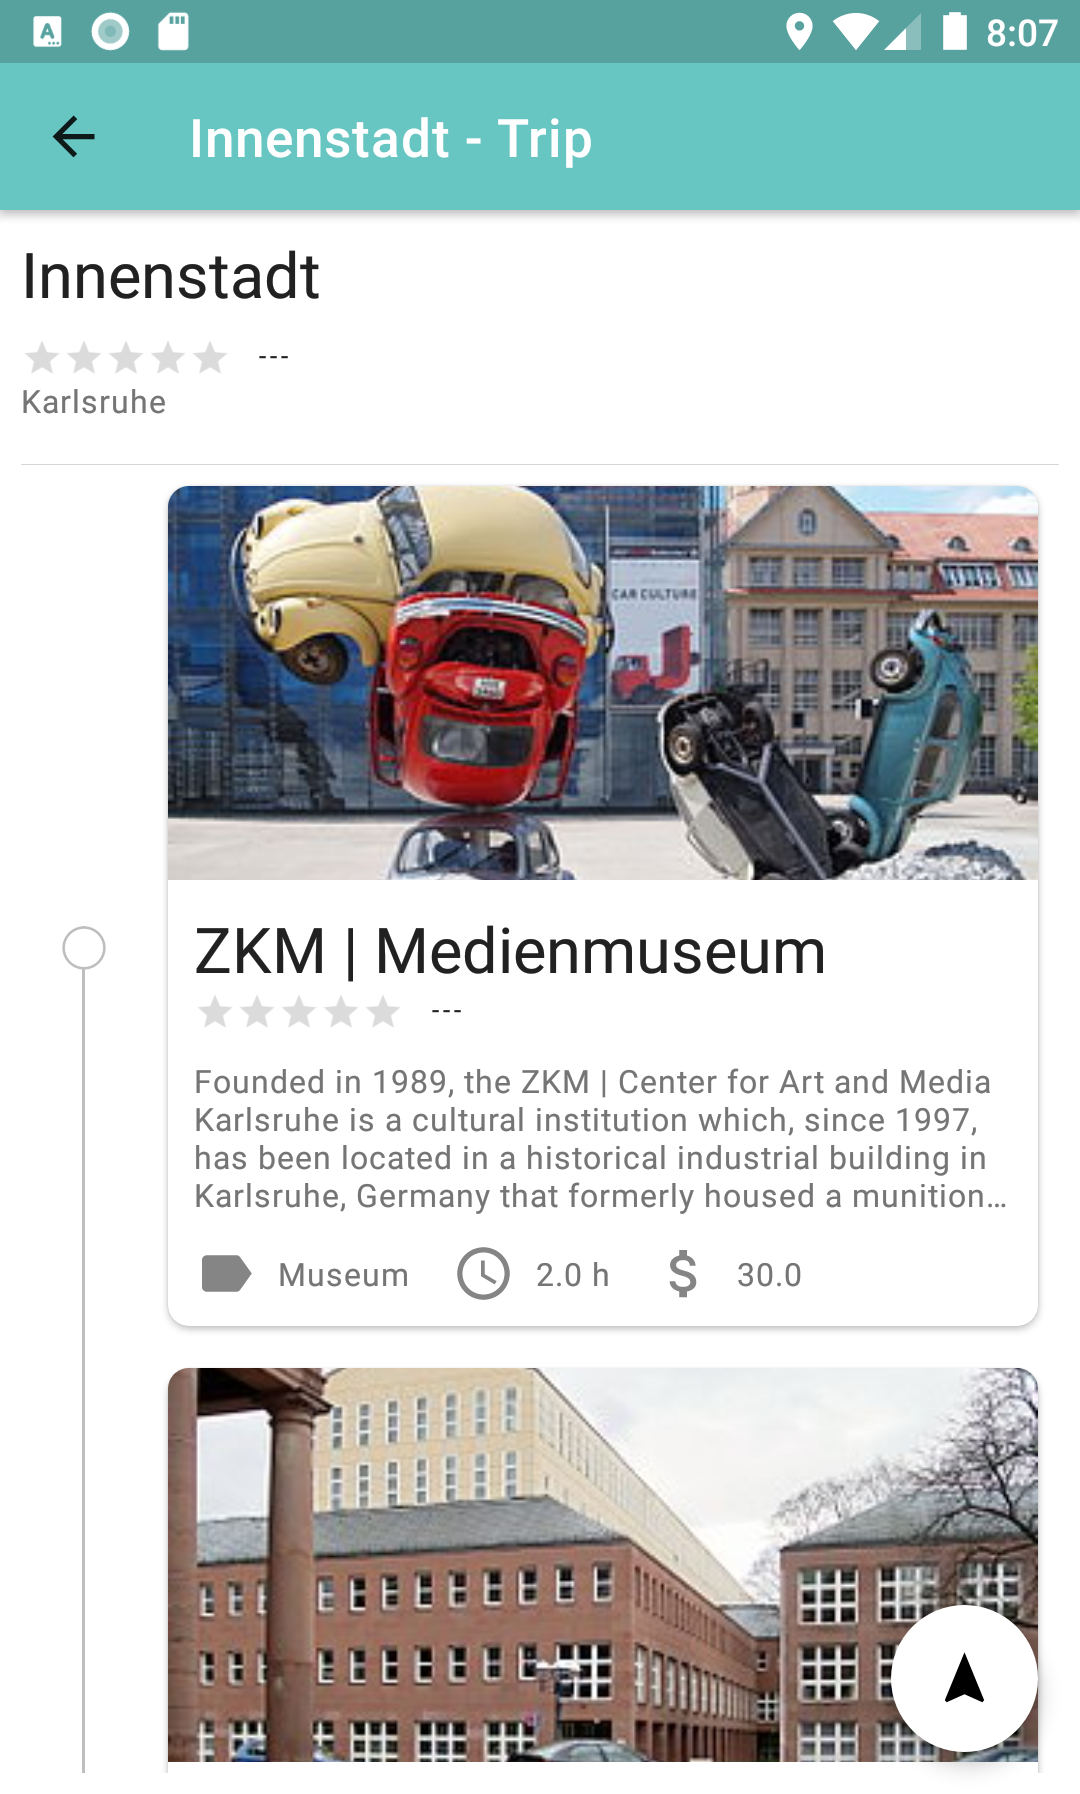 8:07
Innenstadt - Trip
Innenstadt
---
Karlsruhe
CAR CULTURE
ZKM | Medienmuseum
---
Founded in 1989, the ZKM | Center for Art and Media
Karlsruhe is a cultural institution which, since 1997,
has been located in a historical industrial building in
Karlsruhe, Germany that formerly housed a munition…
Museum 2.0 h $ 30.0